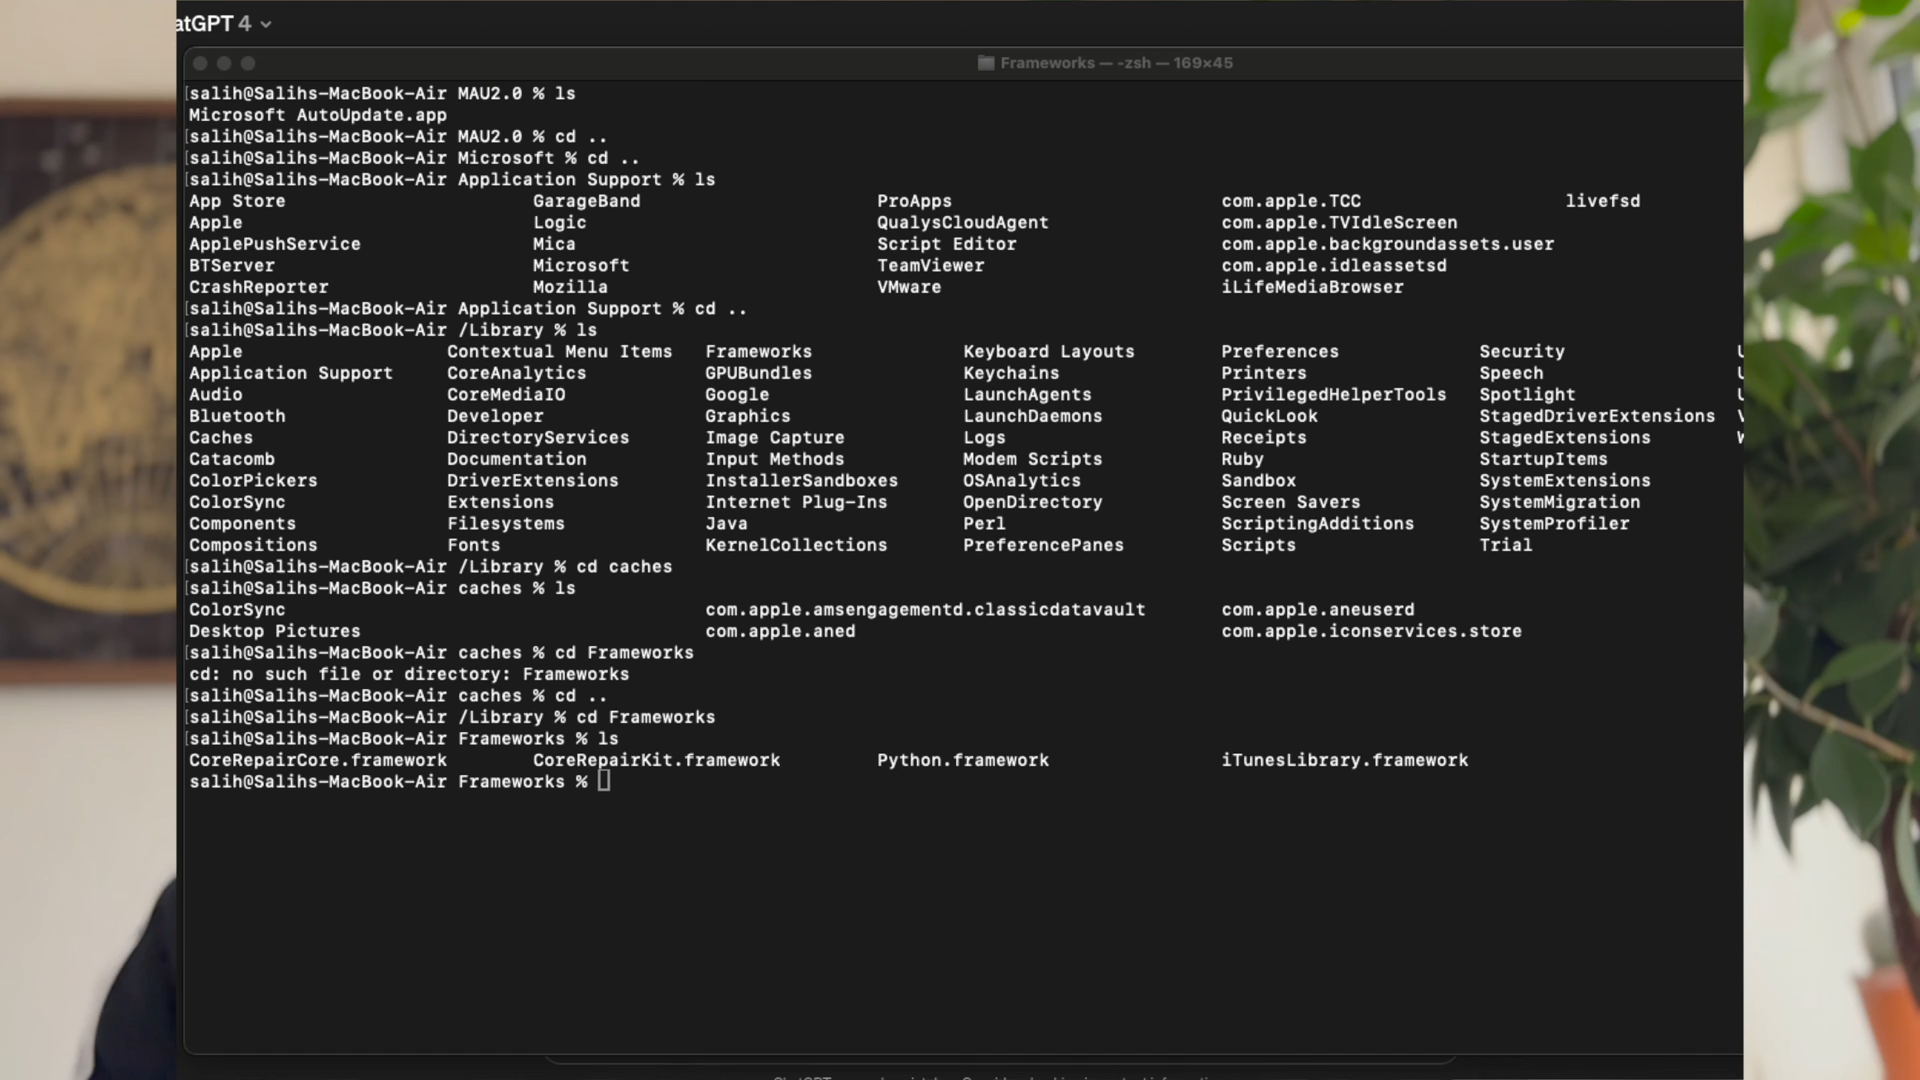 atGPT 4
Frameworks — -zsh — 169×45
salih@Salihs-MacBook-Air MAU2.0 % ls
Microsoft AutoUpdate.app
salih@Salihs-MacBook-Air MAU2.0 % cd ..
salih@Salihs-MacBook-Air Microsoft % cd ..
salih@Salihs-MacBook-Air Application Support % ls
App Store GarageBand ProApps com.apple.TCC livefsd
Apple Logic QualysCloudAgent com.apple.TVIdleScreen
ApplePushService Mica Script Editor com.apple.backgroundassets.user
BTServer Microsoft TeamViewer com.apple.idleassetsd
CrashReporter Mozilla VMware iLifeMediaBrowser
salih@Salihs-MacBook-Air Application Support % cd ..
salih@Salihs-MacBook-Air /Library % ls
Apple Contextual Menu Items Frameworks Keyboard Layouts Preferences Security
Application Support CoreAnalytics GPUBundles Keychains Printers Speech
Audio CoreMediaIO Google LaunchAgents PrivilegedHelperTools Spotlight
Bluetooth Developer Graphics LaunchDaemons QuickLook StagedDriverExtensions
Caches DirectoryServices Image Capture Logs Receipts StagedExtensions
Catacomb Documentation Input Methods Modem Scripts Ruby StartupItems
ColorPickers DriverExtensions InstallerSandboxes OSAnalytics Sandbox SystemExtensions
ColorSync Extensions Internet Plug-Ins OpenDirectory Screen Savers SystemMigration
Components Filesystems Java Perl ScriptingAdditions SystemProfiler
Compositions Fonts KernelCollections PreferencePanes Scripts Trial
salih@Salihs-MacBook-Air /Library % cd caches
salih@Salihs-MacBook-Air caches % ls
ColorSync com.apple.amsengagementd.classicdatavault com.apple.aneuserd
Desktop Pictures com.apple.aned com.apple.iconservices.store
salih@Salihs-MacBook-Air caches % cd Frameworks
cd: no such file or directory: Frameworks
salih@Salihs-MacBook-Air caches % cd ..
salih@Salihs-MacBook-Air /Library % cd Frameworks
salih@Salihs-MacBook-Air Frameworks % ls
CoreRepairCore.framework CoreRepairKit.framework Python.framework iTunesLibrary.framework
salih@Salihs-MacBook-Air Frameworks %